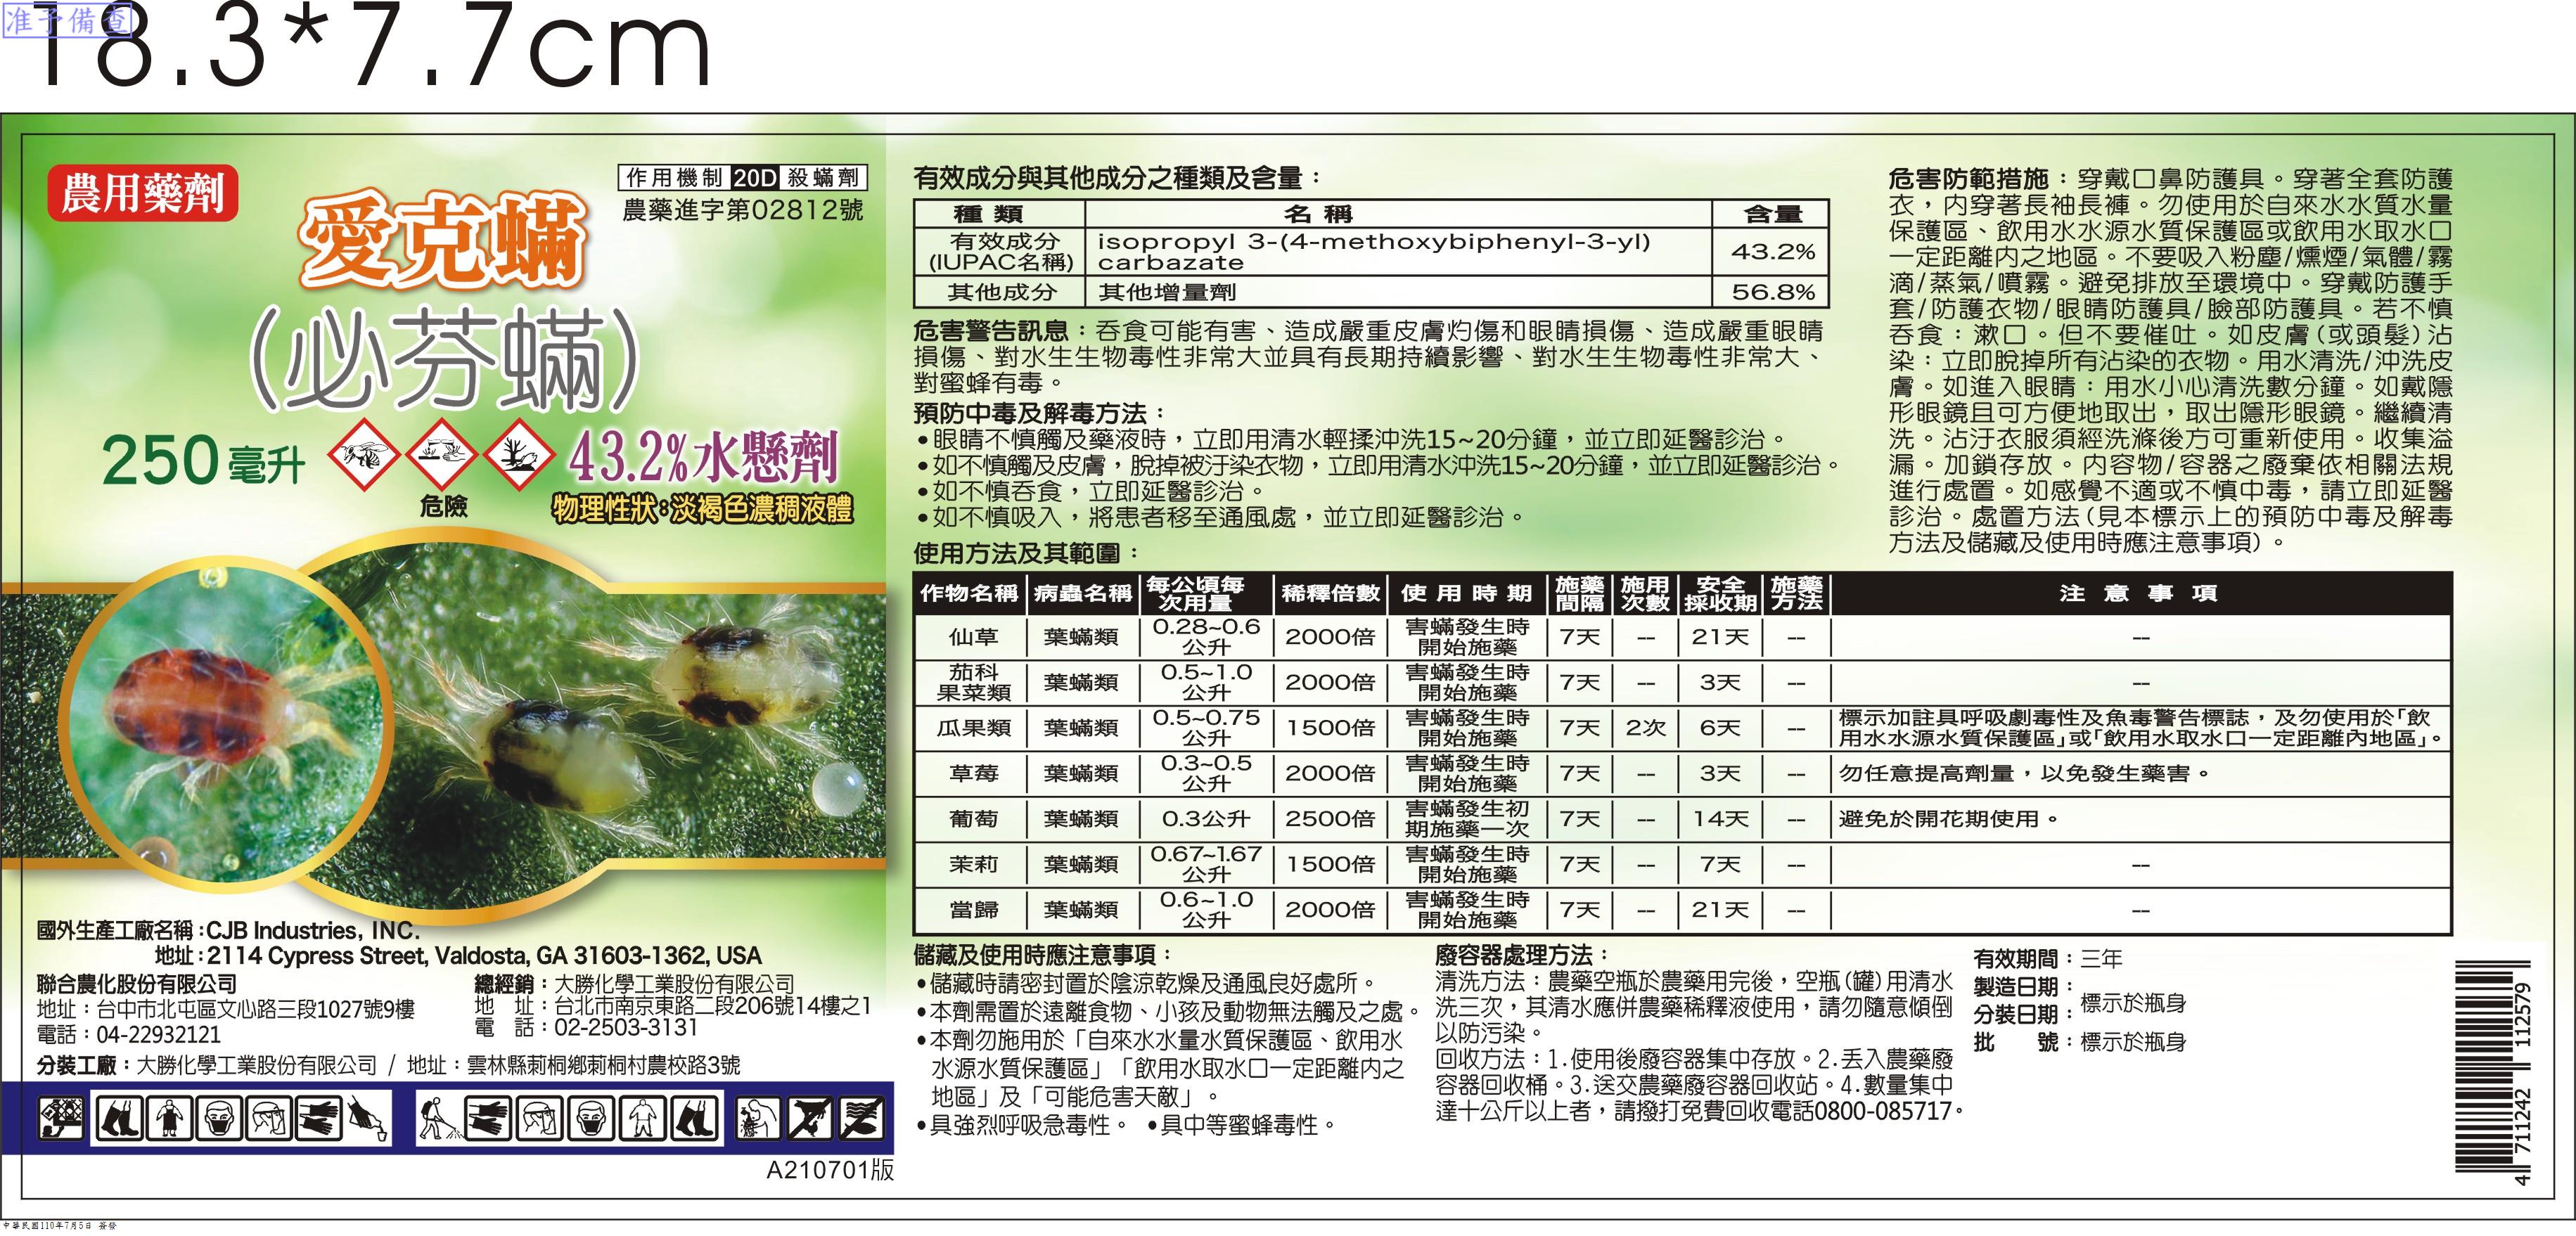 准予備查
18.3*7.7cm
農用藥劑
作用機制 20D 殺蟎劑
農藥進字第02812號
愛克蟎
(必芬蟎)
250毫升
危險
43.2%水懸劑
物理性狀:淡褐色濃稠液體
國外生產工廠名稱:CJB Industries, INC.
地址:2114 Cypress Street, Valdosta, GA 31603-1362, USA
聯合農化股份有限公司
地址：台中市北屯區文心路三段1027號9樓
電話：04-22932121
總經銷：大勝化學工業股份有限公司
地　址：台北市南京東路二段206號14樓之1
電　話：02-2503-3131
分裝工廠：大勝化學工業股份有限公司 / 地址：雲林縣莿桐鄉莿桐村農校路3號
A210701版
有效成分與其他成分之種類及含量：
種 類 名 稱 含量
有效成分
(IUPAC名稱)
isopropyl 3-(4-methoxybiphenyl-3-yl)
carbazate
43.2%
其他成分 其他增量劑 56.8%
危害警告訊息：吞食可能有害、造成嚴重皮膚灼傷和眼睛損傷、造成嚴重眼睛
損傷、對水生生物毒性非常大並具有長期持續影響、對水生生物毒性非常大、
對蜜蜂有毒。
預防中毒及解毒方法：
•眼睛不慎觸及藥液時，立即用清水輕揉沖洗15~20分鐘，並立即延醫診治。
•如不慎觸及皮膚，脫掉被汙染衣物，立即用清水沖洗15~20分鐘，並立即延醫診治。
•如不慎吞食，立即延醫診治。
•如不慎吸入，將患者移至通風處，並立即延醫診治。
危害防範措施：穿戴口鼻防護具。穿著全套防護
衣，內穿著長袖長褲。勿使用於自來水水質水量
保護區、飲用水水源水質保護區或飲用水取水口
一定距離內之地區。不要吸入粉塵/燻煙/氣體/霧
滴/蒸氣/噴霧。避免排放至環境中。穿戴防護手
套/防護衣物/眼睛防護具/臉部防護具。若不慎
吞食：漱口。但不要催吐。如皮膚(或頭髮)沾
染：立即脫掉所有沾染的衣物。用水清洗/沖洗皮
膚。如進入眼睛：用水小心清洗數分鐘。如戴隱
形眼鏡且可方便地取出，取出隱形眼鏡。繼續清
洗。沾汙衣服須經洗滌後方可重新使用。收集溢
漏。加鎖存放。內容物/容器之廢棄依相關法規
進行處置。如感覺不適或不慎中毒，請立即延醫
診治。處置方法(見本標示上的預防中毒及解毒
方法及儲藏及使用時應注意事項)。
使用方法及其範圍：
作物名稱 病蟲名稱 每公頃每次用量 稀釋倍數 使用時期 施藥間隔 施用次數 安全採收期 施藥方法 注意事項
仙草 葉蟎類 0.28~0.6公升 2000倍 害蟎發生時開始施藥 7天 -- 21天 -- --
茄科果菜類 葉蟎類 0.5~1.0公升 2000倍 害蟎發生時開始施藥 7天 -- 3天 -- --
瓜果類 葉蟎類 0.5~0.75公升 1500倍 害蟎發生時開始施藥 7天 2次 6天 -- 標示加註具呼吸劇毒性及魚毒警告標誌，及勿使用於「飲用水水源水質保護區」或「飲用水取水口一定距離內地區」。
草莓 葉蟎類 0.3~0.5公升 2000倍 害蟎發生時開始施藥 7天 -- 3天 -- 勿任意提高劑量，以免發生藥害。
葡萄 葉蟎類 0.3公升 2500倍 害蟎發生初期施藥一次 7天 -- 14天 -- 避免於開花期使用。
茉莉 葉蟎類 0.67~1.67公升 1500倍 害蟎發生時開始施藥 7天 -- 7天 -- --
當歸 葉蟎類 0.6~1.0公升 2000倍 害蟎發生時開始施藥 7天 -- 21天 -- --
儲藏及使用時應注意事項：
•儲藏時請密封置於陰涼乾燥及通風良好處所。
•本劑需置於遠離食物、小孩及動物無法觸及之處。
•本劑勿施用於「自來水水量水質保護區、飲用水
水源水質保護區」「飲用水取水口一定距離內之
地區」及「可能危害天敵」。
•具強烈呼吸急毒性。 •具中等蜜蜂毒性。
廢容器處理方法：
清洗方法：農藥空瓶於農藥用完後，空瓶(罐)用清水
洗三次，其清水應併農藥稀釋液使用，請勿隨意傾倒
以防污染。
回收方法：1.使用後廢容器集中存放。2.丟入農藥廢
容器回收桶。3.送交農藥廢容器回收站。4.數量集中
達十公斤以上者，請撥打免費回收電話0800-085717。
有效期間：三年
製造日期：
分裝日期：標示於瓶身
批　　號：標示於瓶身
4 711242 112579
中華民國110年7月5日 簽發